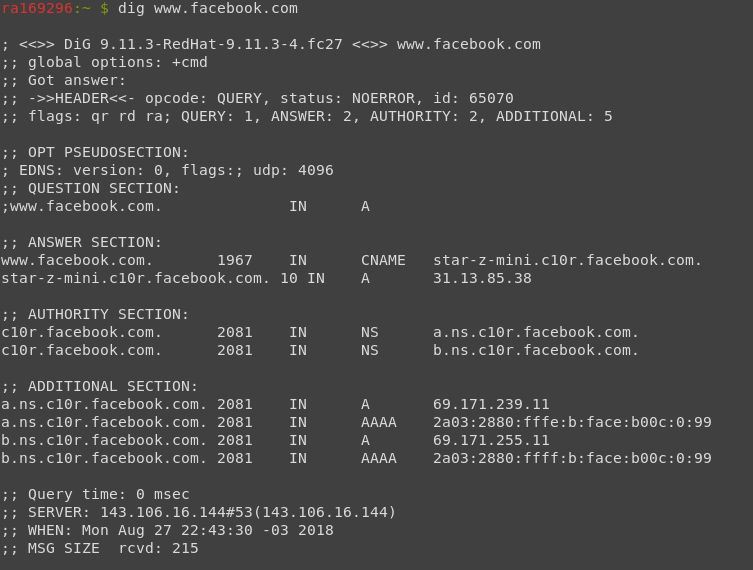 ra169296:~ $ dig www.facebook.com
; <<>> DiG 9.11.3-RedHat-9.11.3-4.fc27 <<>> www.facebook.com
;; global options: +cmd
;; Got answer:
;; ->>HEADER<<- opcode: QUERY, status: NOERROR, id: 65070
;; flags: qr rd ra; QUERY: 1, ANSWER: 2, AUTHORITY: 2, ADDITIONAL: 5
;; OPT PSEUDOSECTION:
; EDNS: version: 0, flags:; udp: 4096
;; QUESTION SECTION:
;www.facebook.com. IN A
;; ANSWER SECTION:
www.facebook.com. 1967 IN CNAME star-z-mini.c10r.facebook.com.
star-z-mini.c10r.facebook.com. 10 IN A 31.13.85.38
;; AUTHORITY SECTION:
c10r.facebook.com. 2081 IN NS a.ns.c10r.facebook.com.
c10r.facebook.com. 2081 IN NS b.ns.c10r.facebook.com.
;; ADDITIONAL SECTION:
a.ns.c10r.facebook.com. 2081 IN A 69.171.239.11
a.ns.c10r.facebook.com. 2081 IN AAAA 2a03:2880:fffe:b:face:b00c:0:99
b.ns.c10r.facebook.com. 2081 IN A 69.171.255.11
b.ns.c10r.facebook.com. 2081 IN AAAA 2a03:2880:ffff:b:face:b00c:0:99
;; Query time: 0 msec
;; SERVER: 143.106.16.144#53(143.106.16.144)
;; WHEN: Mon Aug 27 22:43:30 -03 2018
;; MSG SIZE rcvd: 215